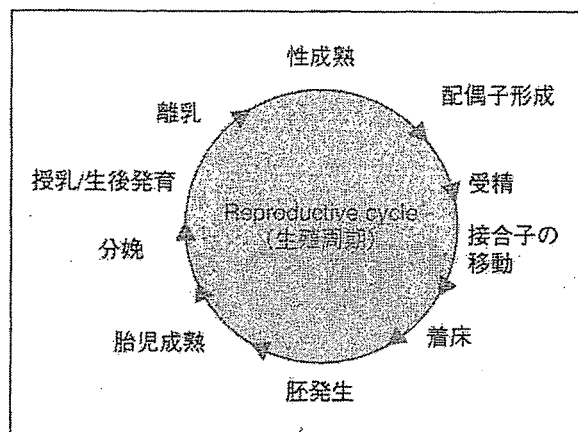 性成熟
配偶子形成
受精
接合子の
移動
着床
胚発生
胎児成熟
分娩
授乳/生後発育
離乳
Reproductive cycle
(生殖周期)